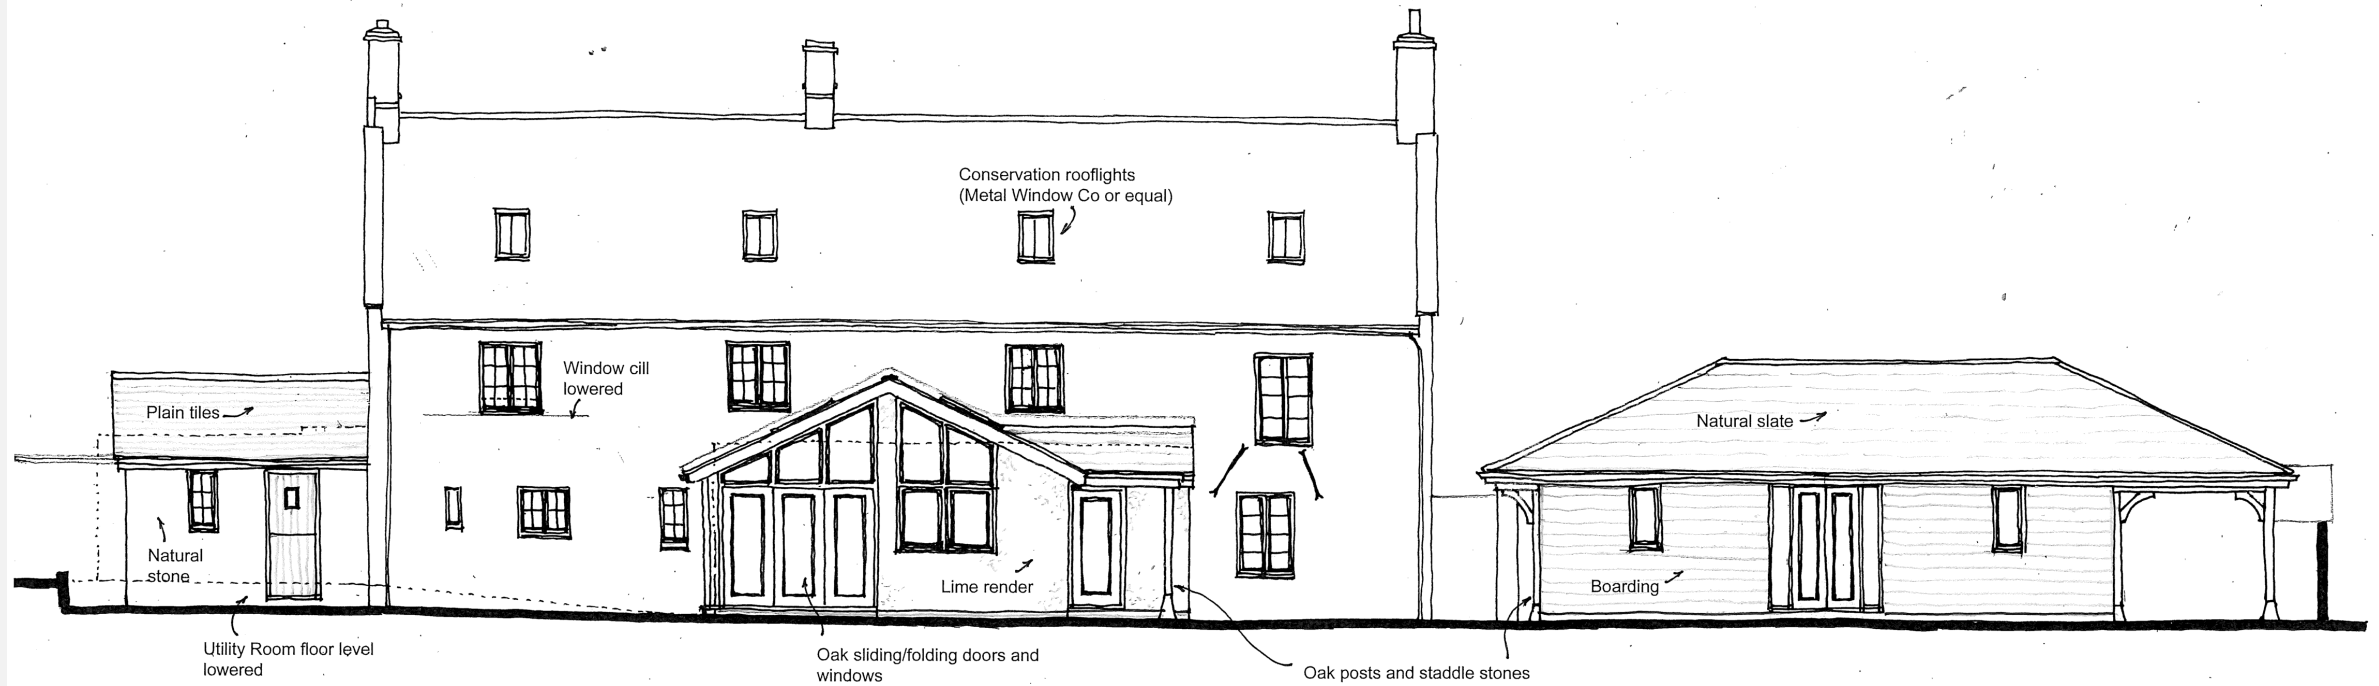 Conservation rooflights
(Metal Window Co or equal)
Window cill
lowered
Plain tiles
Natural slate
Natural
stone
Lime render
Boarding
Utility Room floor level
lowered
Oak sliding/folding doors and
windows
Oak posts and staddle stones